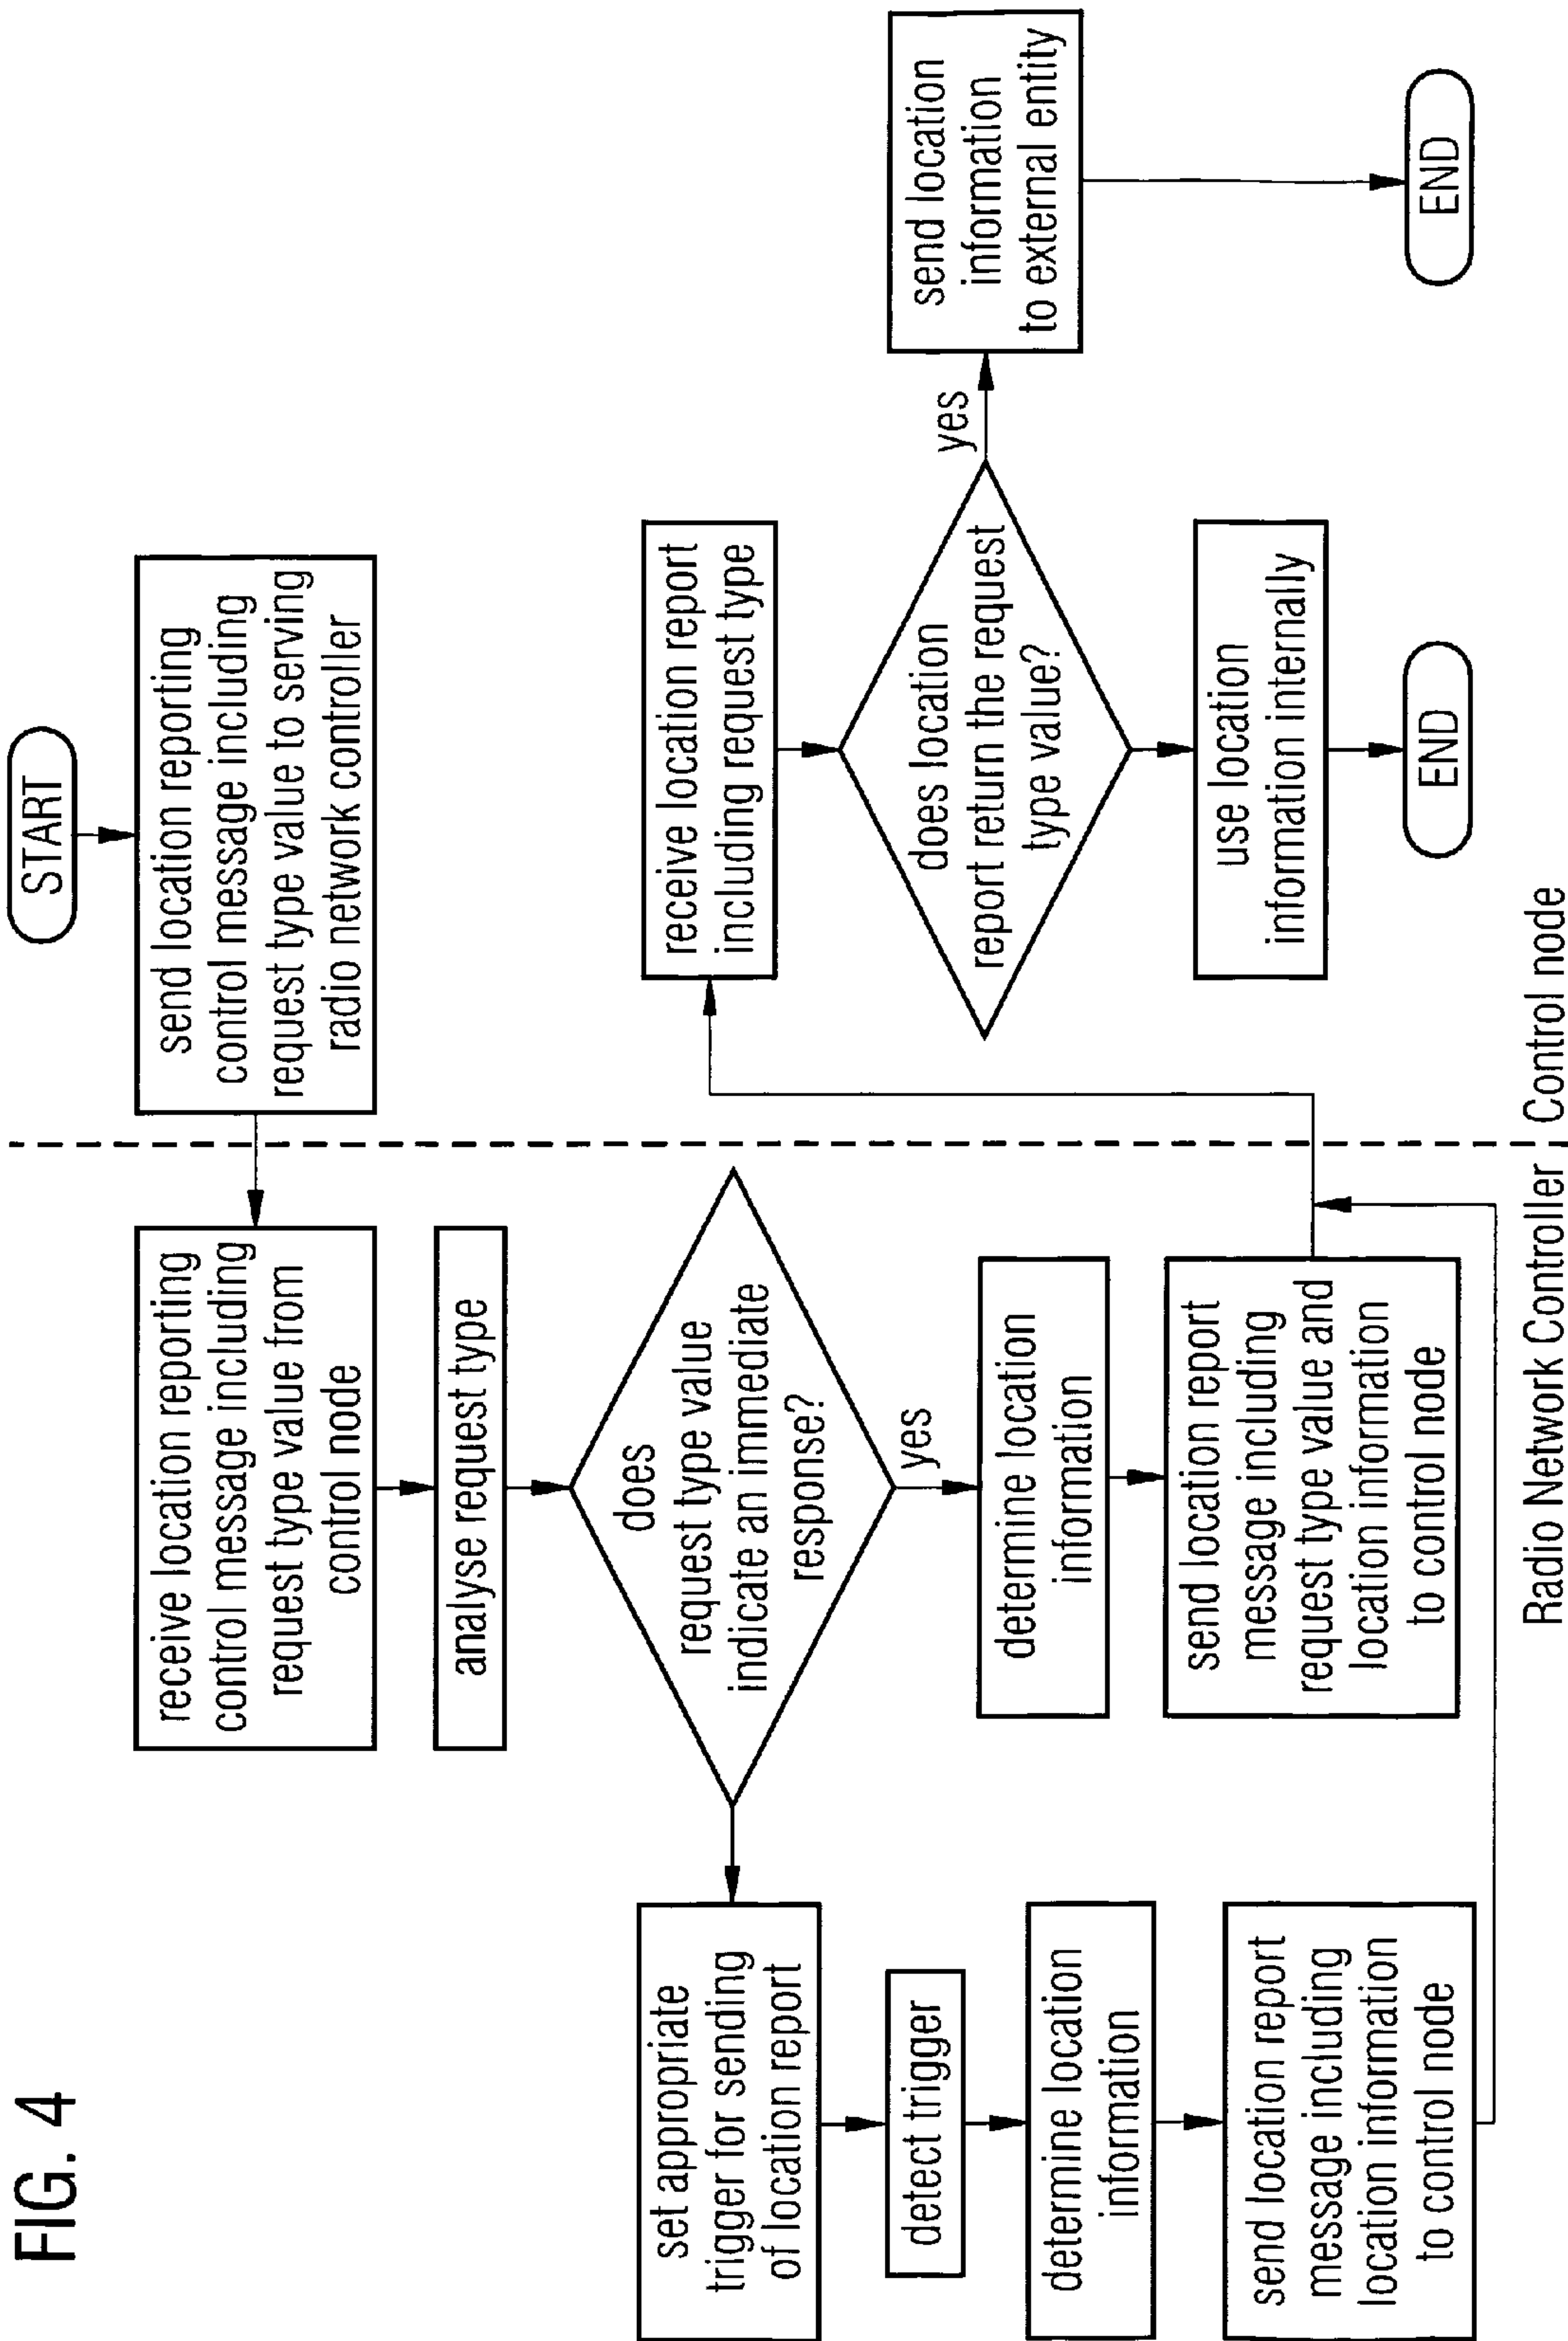 FIG. 4
START
send location reporting
control message including
request type value to serving
radio network controller
receive location reporting
control message including
request type value from
control node
analyse request type
does
request type value
indicate an immediate
response?
yes
determine location
information
send location report
message including
request type value and
location information
to control node
set appropriate
trigger for sending
of location report
detect trigger
determine location
information
send location report
message including
location information
to control node
receive location report
including request type
does location
report return the request
type value?
yes
send location
information
to external entity
END
use location
information internally
END
Radio Network Controller
Control node